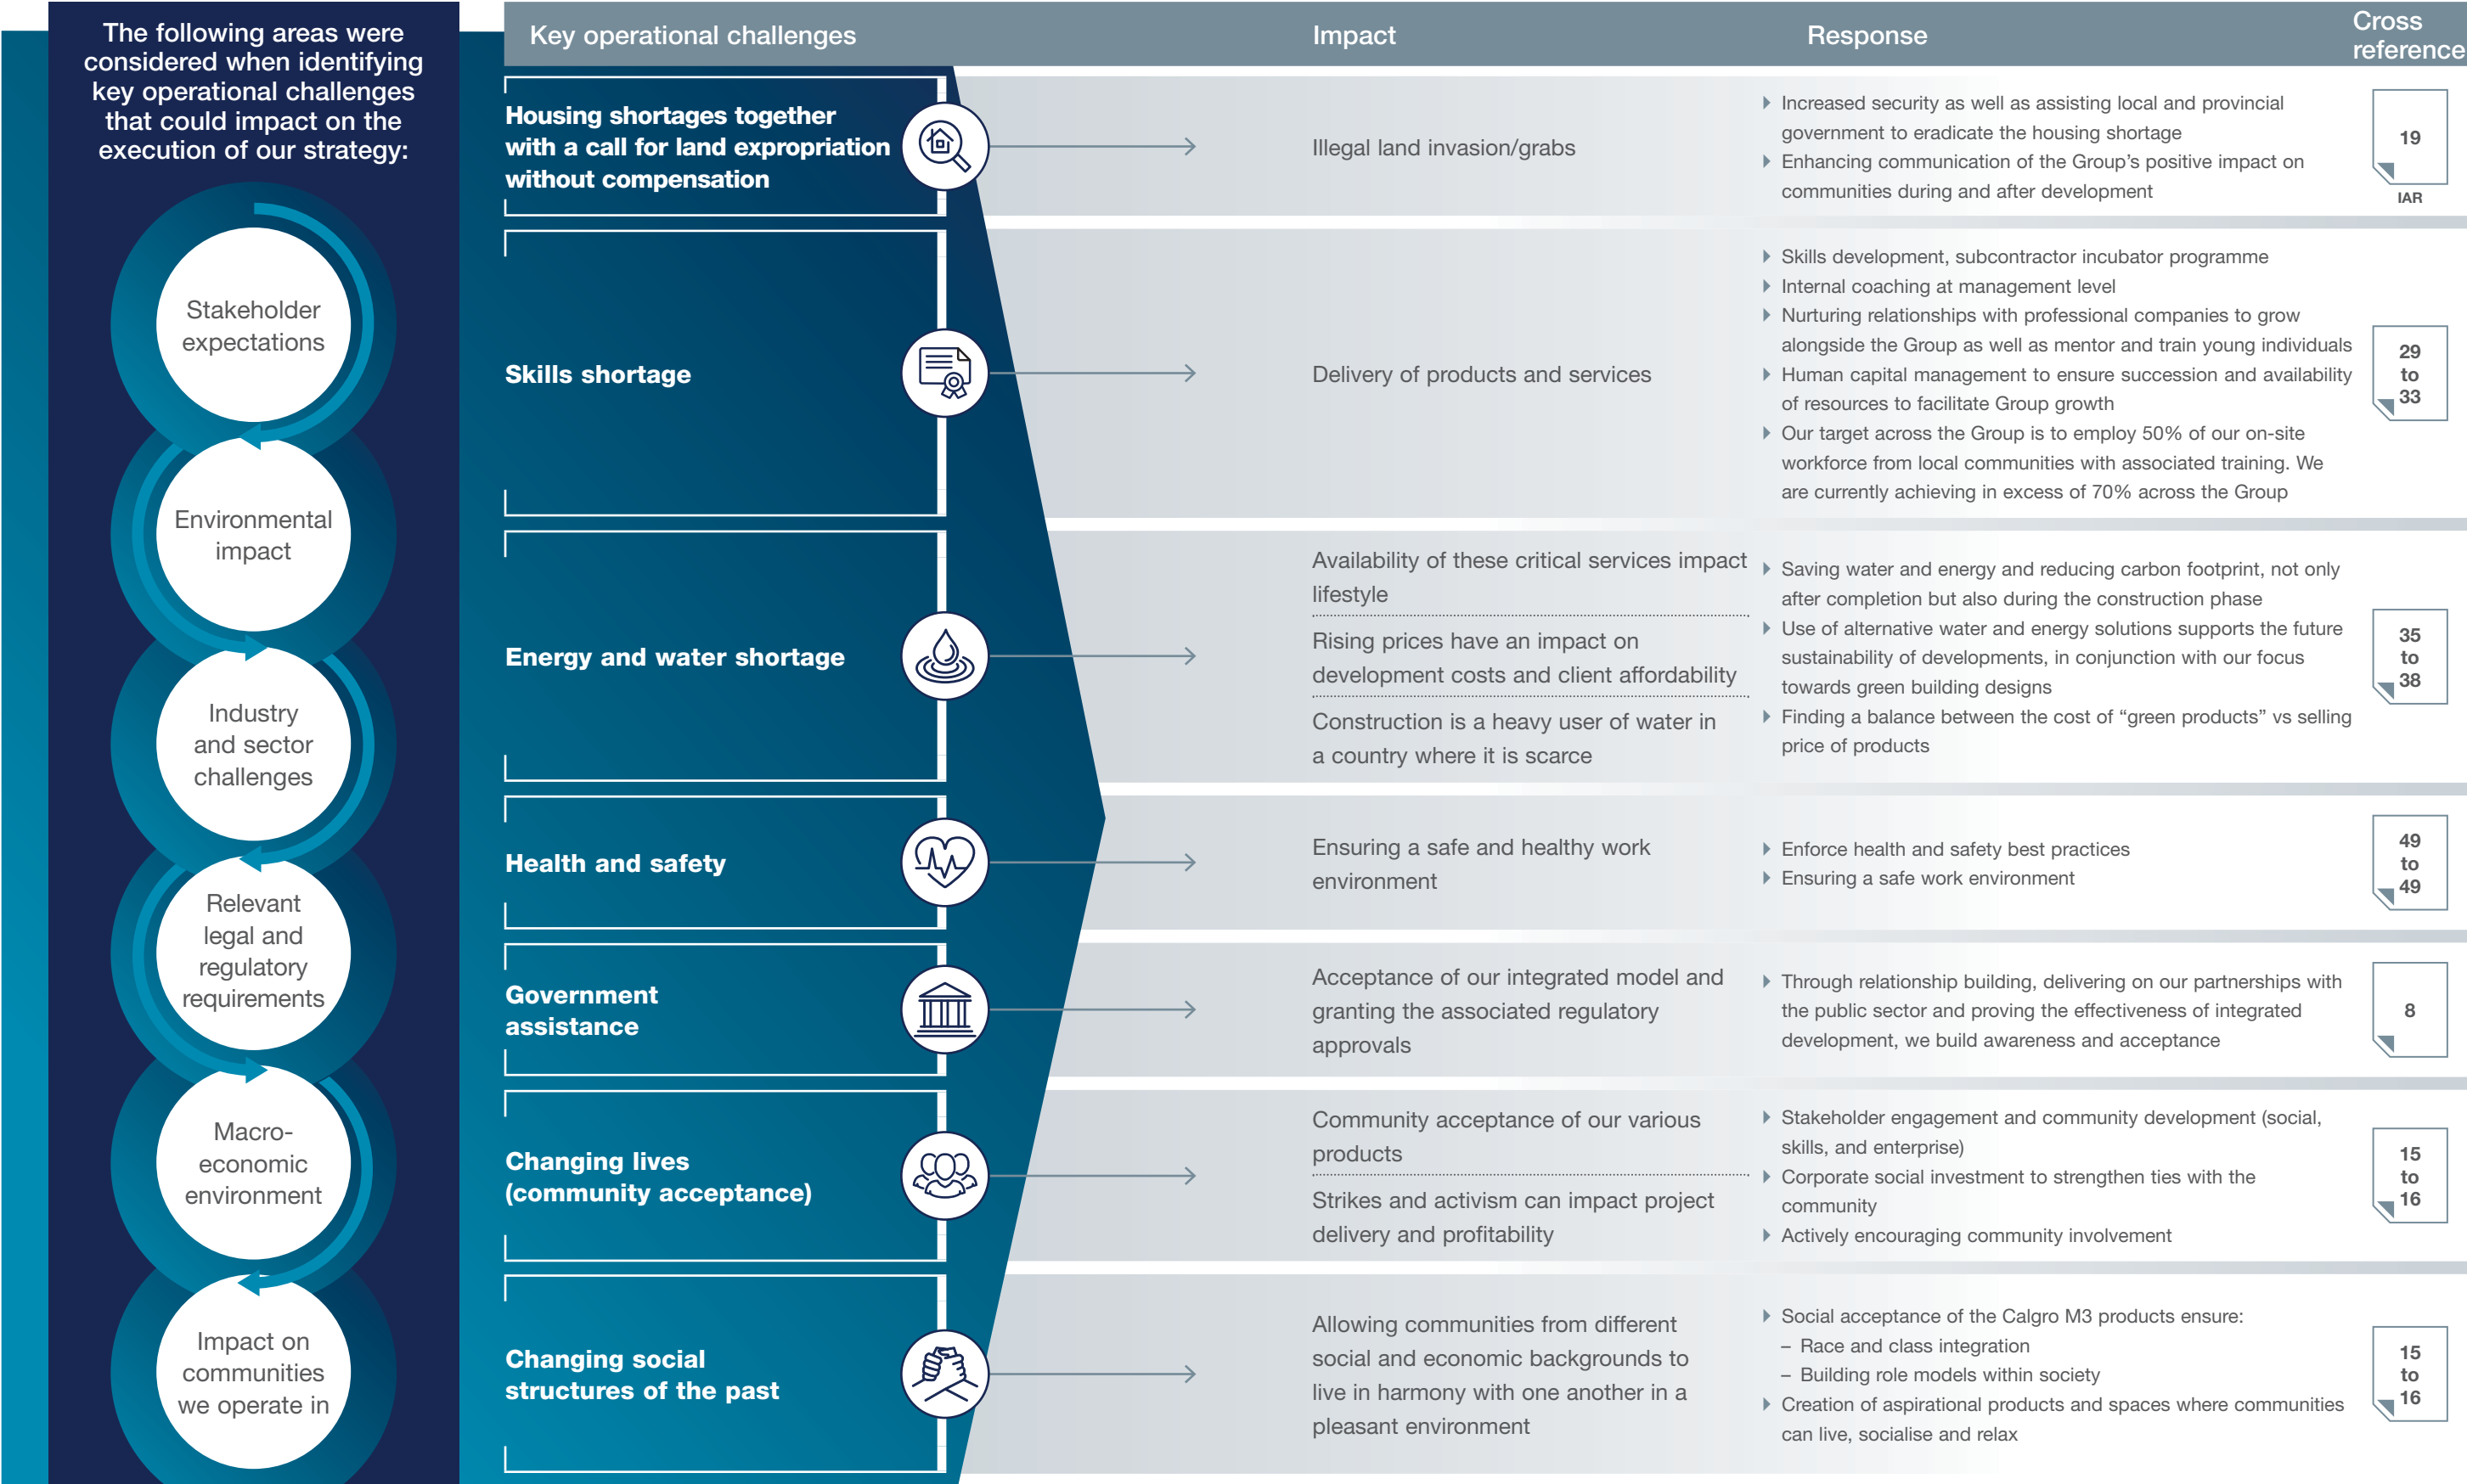 The following areas were
considered when identifying
key operational challenges
that could impact on the
execution of our strategy:
Stakeholder
expectations
Environmental
impact
Industry
and sector
challenges
Relevant
legal and
regulatory
requirements
Macro-
economic
environment
Impact on
communities
we operate in
Key operational challenges
Impact
Response
Cross
reference
Housing shortages together
with a call for land expropriation
without compensation
Illegal land invasion/grabs
Increased security as well as assisting local and provincial
government to eradicate the housing shortage
Enhancing communication of the Group’s positive impact on
communities during and after development
19
IAR
Skills shortage
Delivery of products and services
Skills development, subcontractor incubator programme
Internal coaching at management level
Nurturing relationships with professional companies to grow
alongside the Group as well as mentor and train young individuals
Human capital management to ensure succession and availability
of resources to facilitate Group growth
Our target across the Group is to employ 50% of our on-site
workforce from local communities with associated training. We
are currently achieving in excess of 70% across the Group
29
to
33
Energy and water shortage
Availability of these critical services impact
lifestyle
Rising prices have an impact on
development costs and client affordability
Construction is a heavy user of water in
a country where it is scarce
Saving water and energy and reducing carbon footprint, not only
after completion but also during the construction phase
Use of alternative water and energy solutions supports the future
sustainability of developments, in conjunction with our focus
towards green building designs
Finding a balance between the cost of “green products” vs selling
price of products
35
to
38
Health and safety
Ensuring a safe and healthy work
environment
Enforce health and safety best practices
Ensuring a safe work environment
49
to
49
Government
assistance
Acceptance of our integrated model and
granting the associated regulatory
approvals
Through relationship building, delivering on our partnerships with
the public sector and proving the effectiveness of integrated
development, we build awareness and acceptance
8
Changing lives
(community acceptance)
Community acceptance of our various
products
Strikes and activism can impact project
delivery and profitability
Stakeholder engagement and community development (social,
skills, and enterprise)
Corporate social investment to strengthen ties with the
community
Actively encouraging community involvement
15
to
16
Changing social
structures of the past
Allowing communities from different
social and economic backgrounds to
live in harmony with one another in a
pleasant environment
Social acceptance of the Calgro M3 products ensure:
– Race and class integration
– Building role models within society
Creation of aspirational products and spaces where communities
can live, socialise and relax
15
to
16